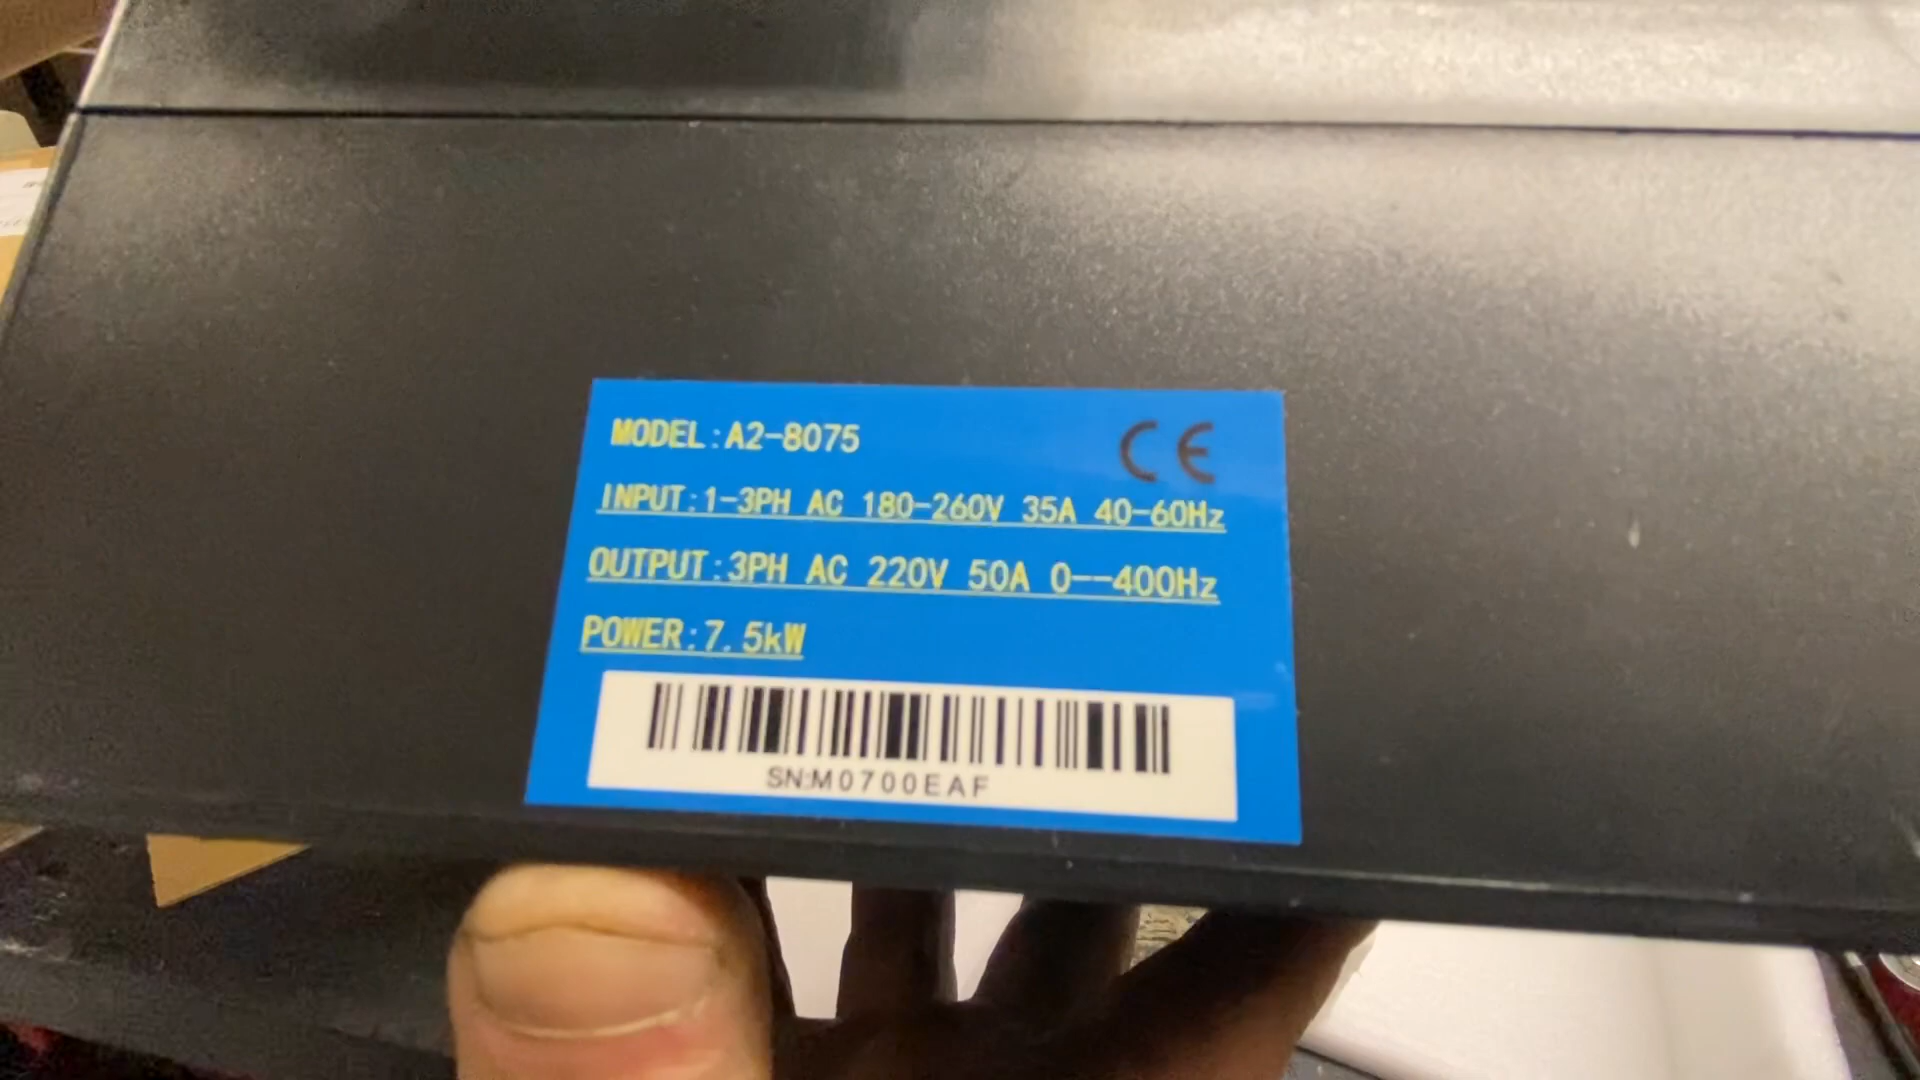 MODEL:A2-8075
CE
INPUT:1-3PH AC 180-260V 35A 40-60Hz
OUTPUT:3PH AC 220V 50A 0--400Hz
POWER:7.5kW
SN:M0700EAF